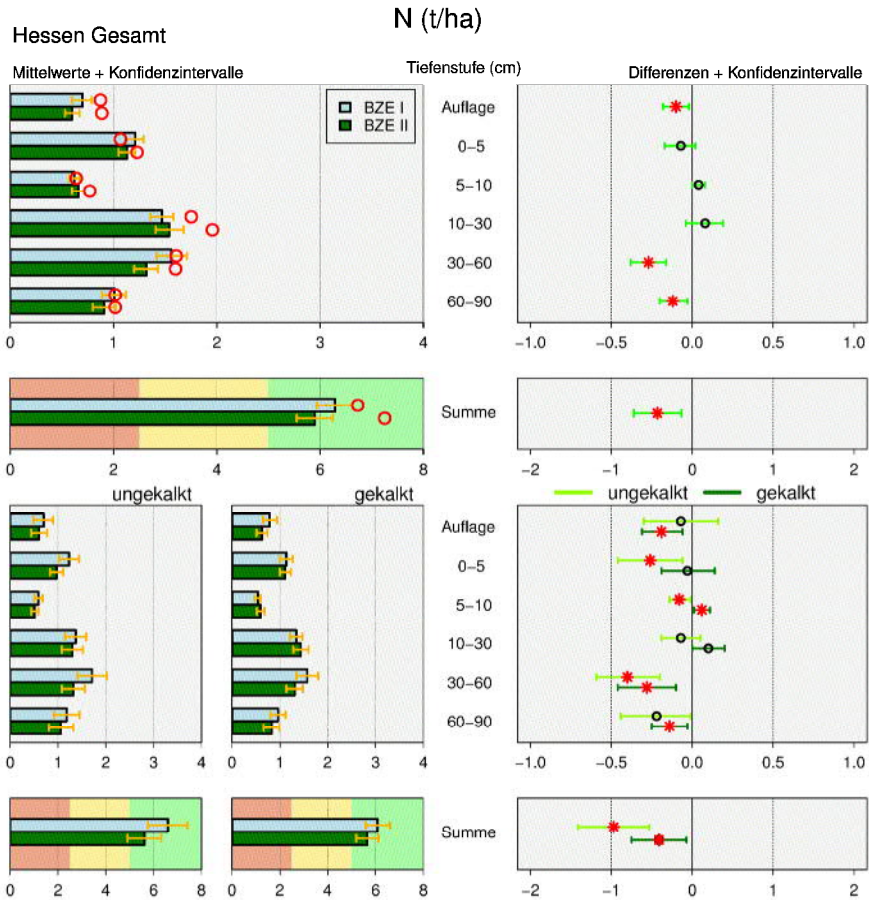 N (t/ha)
Hessen Gesamt
Mittelwerte + Konfidenzintervalle
Tiefenstufe (cm)
Differenzen + Konfidenzintervalle
BZE I
BZE II
Auflage
0−5
5−10
10−30
30−60
60−90
0 1 2 3 4
−1.0 −0.5 0.0 0.5 1.0
Summe
0 2 4 6 8
−2 −1 0 1 2
ungekalkt
gekalkt
ungekalkt gekalkt
Auflage
0−5
5−10
10−30
30−60
60−90
0 1 2 3 4
0 1 2 3 4
−1.0 −0.5 0.0 0.5 1.0
Summe
0 2 4 6 8
0 2 4 6 8
−2 −1 0 1 2